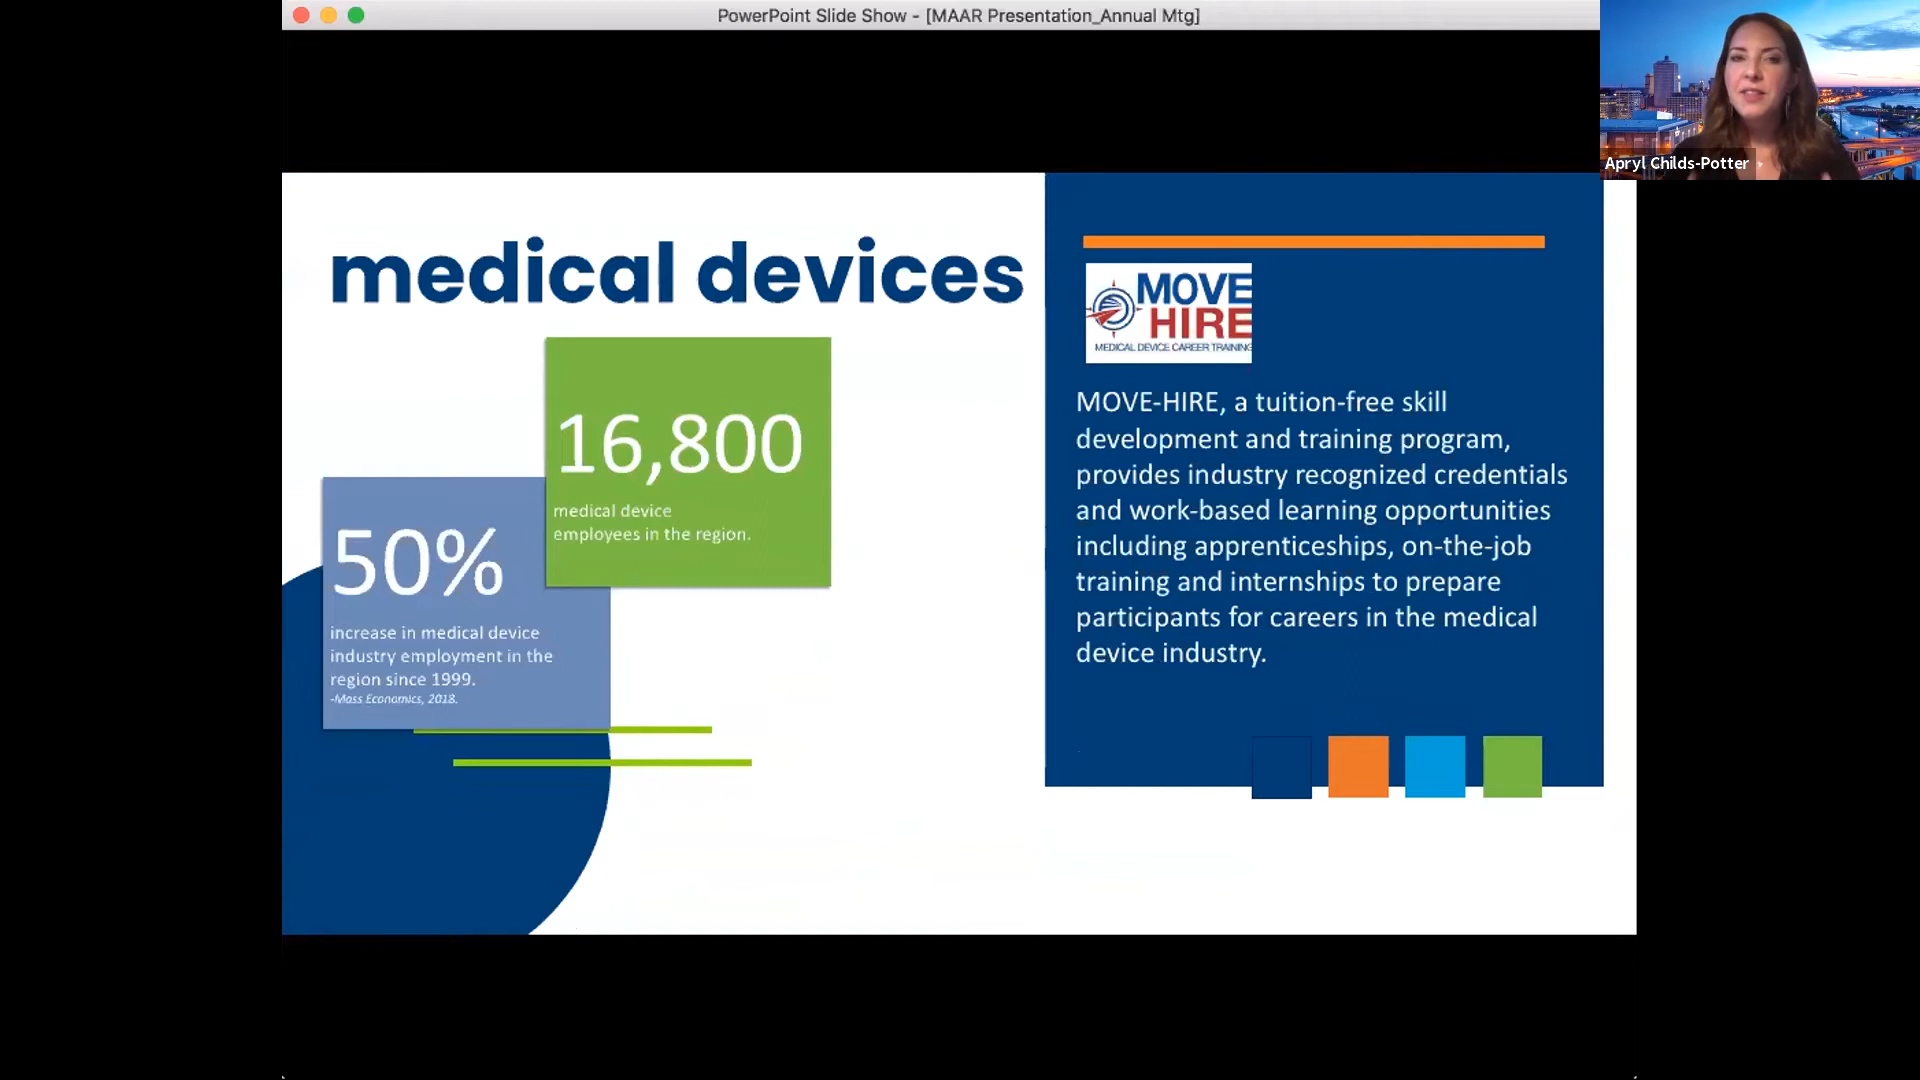 PowerPoint Slide Show - [MAAR Presentation_Annual Mtg]
Apryl Childs-Potter
medical devices
16,800
medical device
employees in the region.
50%
increase in medical device
industry employment in the
region since 1999.
-Mass Economics, 2018.
MOVE
HIRE
MEDICAL DEVICE CAREER TRAINING
MOVE-HIRE, a tuition-free skill
development and training program,
provides industry recognized credentials
and work-based learning opportunities
including apprenticeships, on-the-job
training and internships to prepare
participants for careers in the medical
device industry.